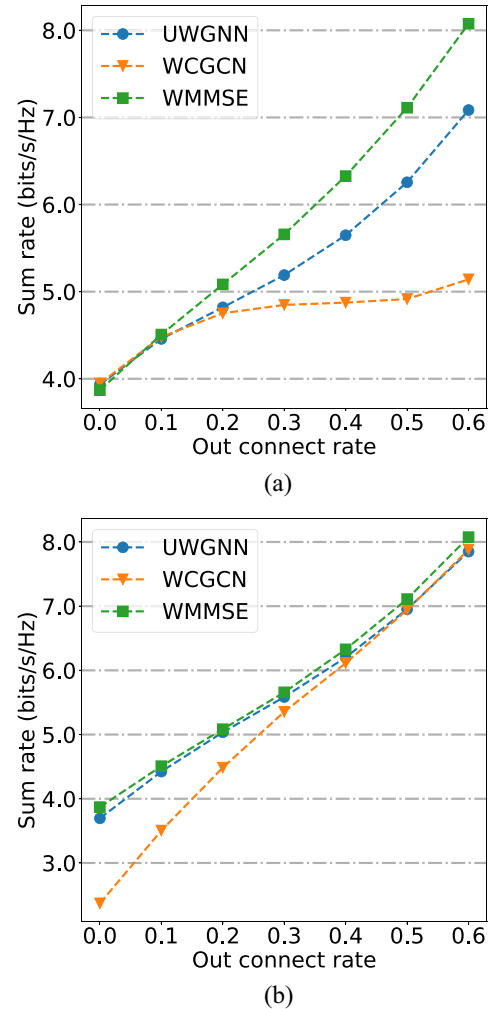 8.0
7.0
6.0
5.0
4.0
Sum rate (bits/s/Hz)
UWGNN
WCGCN
WMMSE
0.0 0.1 0.2 0.3 0.4 0.5 0.6
Out connect rate
(a)
8.0
7.0
6.0
5.0
4.0
3.0
Sum rate (bits/s/Hz)
UWGNN
WCGCN
WMMSE
0.0 0.1 0.2 0.3 0.4 0.5 0.6
Out connect rate
(b)